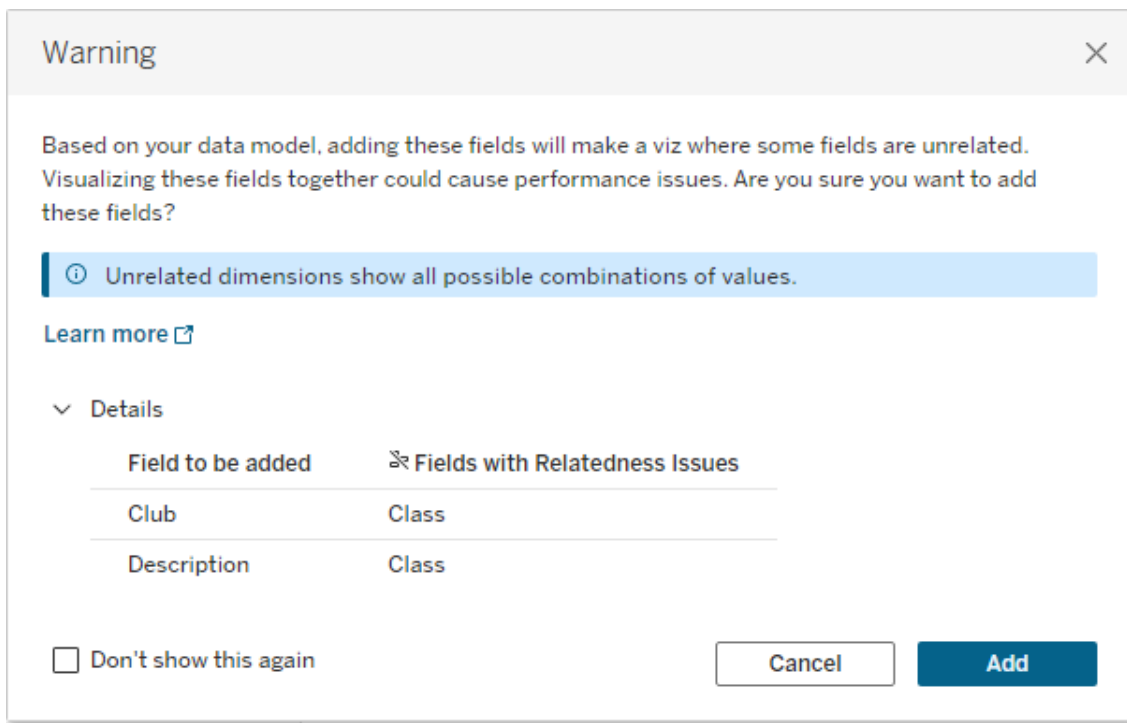 Warning
Based on your data model, adding these fields will make a viz where some fields are unrelated.
Visualizing these fields together could cause performance issues. Are you sure you want to add
these fields?
Unrelated dimensions show all possible combinations of values.
Learn more
Details
Field to be added Fields with Relatedness Issues
Club Class
Description Class
Don't show this again Cancel Add